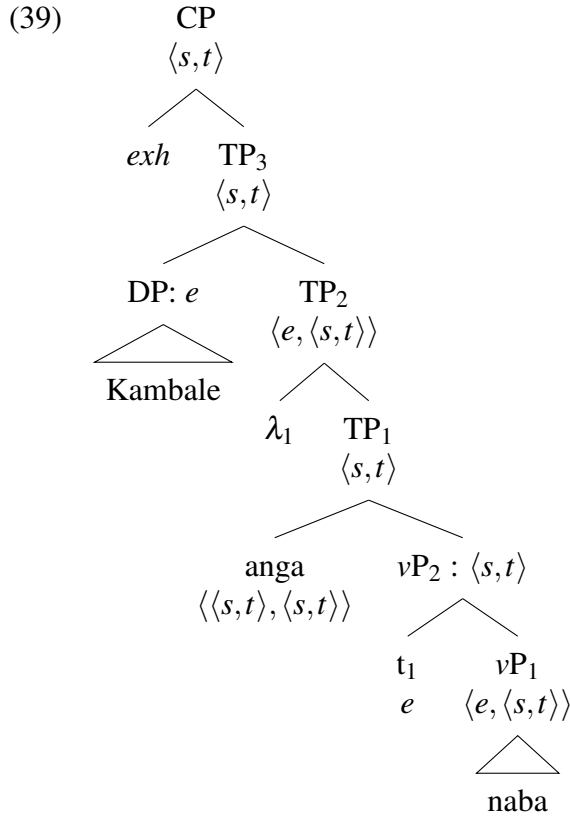 (39) CP
⟨s,t⟩
exh TP₃
⟨s,t⟩
DP: e TP₂
⟨e,⟨s,t⟩⟩
Kambale
λ₁ TP₁
⟨s,t⟩
anga vP₂ : ⟨s,t⟩
⟨⟨s,t⟩,⟨s,t⟩⟩
t₁ vP₁
e ⟨e,⟨s,t⟩⟩
naba